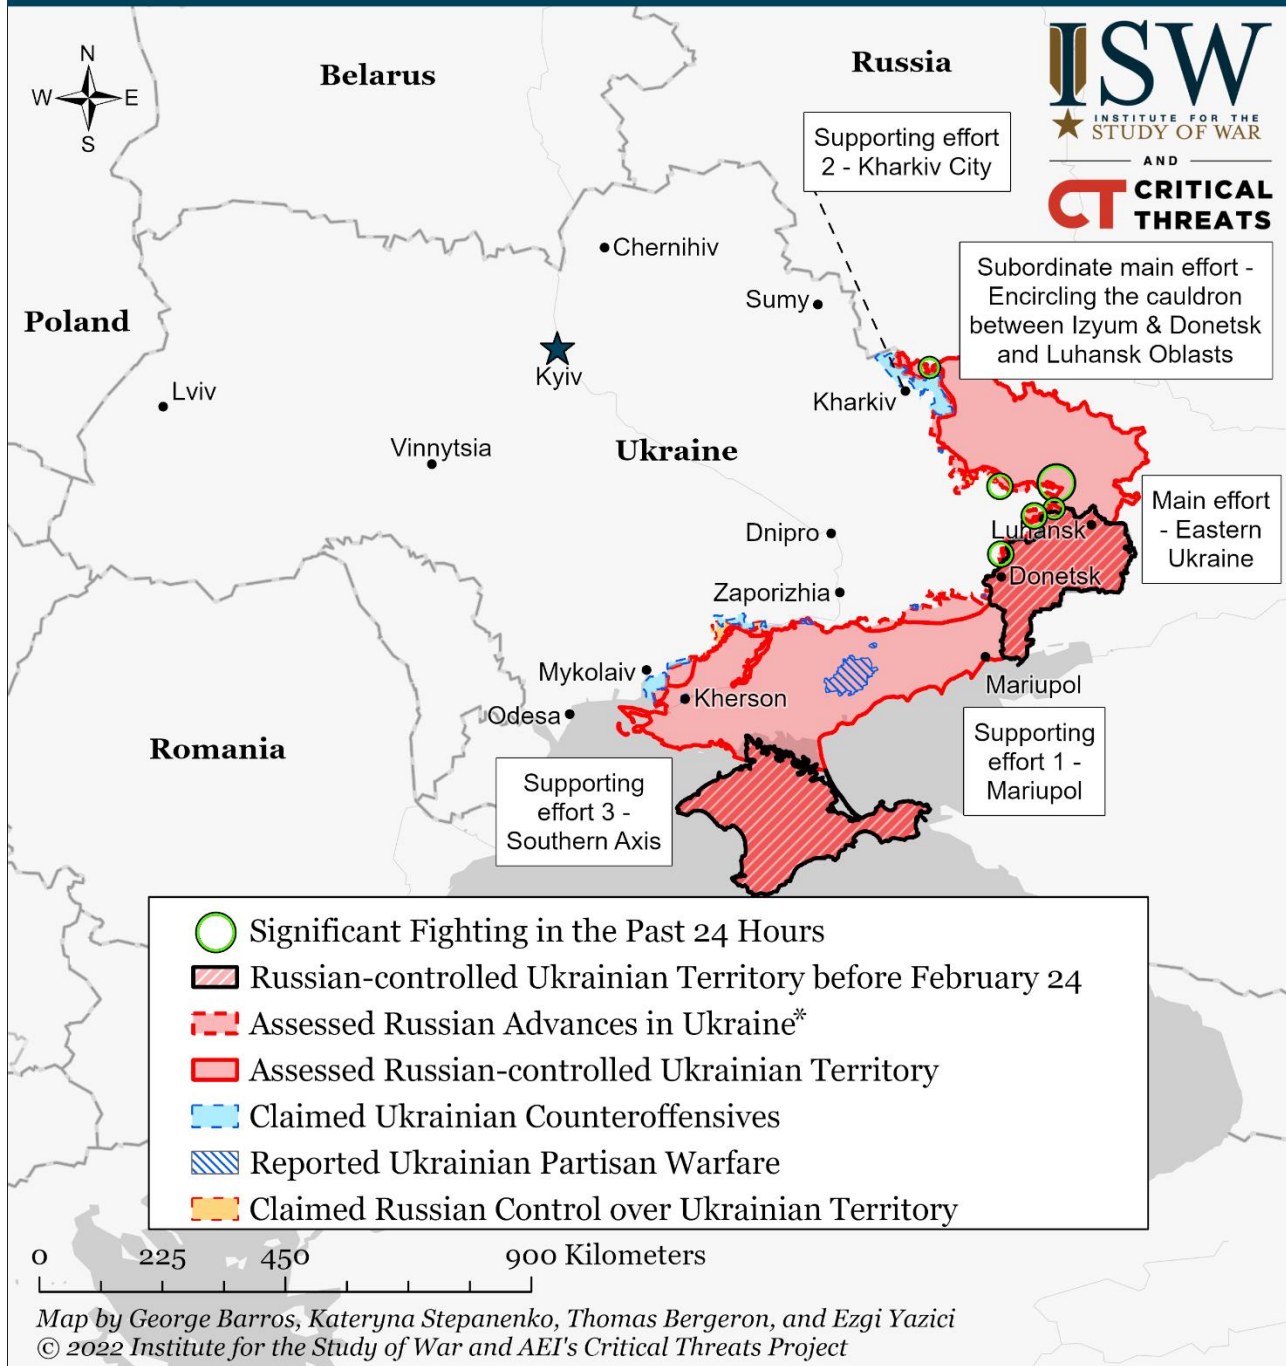 N
W E
S
Belarus
Russia
ISW
INSTITUTE FOR THE
STUDY OF WAR
AND
CT CRITICAL
THREATS
Supporting effort
2 - Kharkiv City
Chernihiv
Sumy
Subordinate main effort -
Encircling the cauldron
between Izyum & Donetsk
and Luhansk Oblasts
Poland
Kyiv
Lviv
Kharkiv
Vinnytsia
Ukraine
Main effort
- Eastern
Ukraine
Dnipro
Luhansk
Donetsk
Zaporizhia
Mykolaiv
Mariupol
Kherson
Odesa
Romania
Supporting
effort 1 -
Mariupol
Supporting
effort 3 -
Southern Axis
Significant Fighting in the Past 24 Hours
Russian-controlled Ukrainian Territory before February 24
Assessed Russian Advances in Ukraine*
Assessed Russian-controlled Ukrainian Territory
Claimed Ukrainian Counteroffensives
Reported Ukrainian Partisan Warfare
Claimed Russian Control over Ukrainian Territory
0 225 450 900 Kilometers
Map by George Barros, Kateryna Stepanenko, Thomas Bergeron, and Ezgi Yazici
© 2022 Institute for the Study of War and AEI's Critical Threats Project